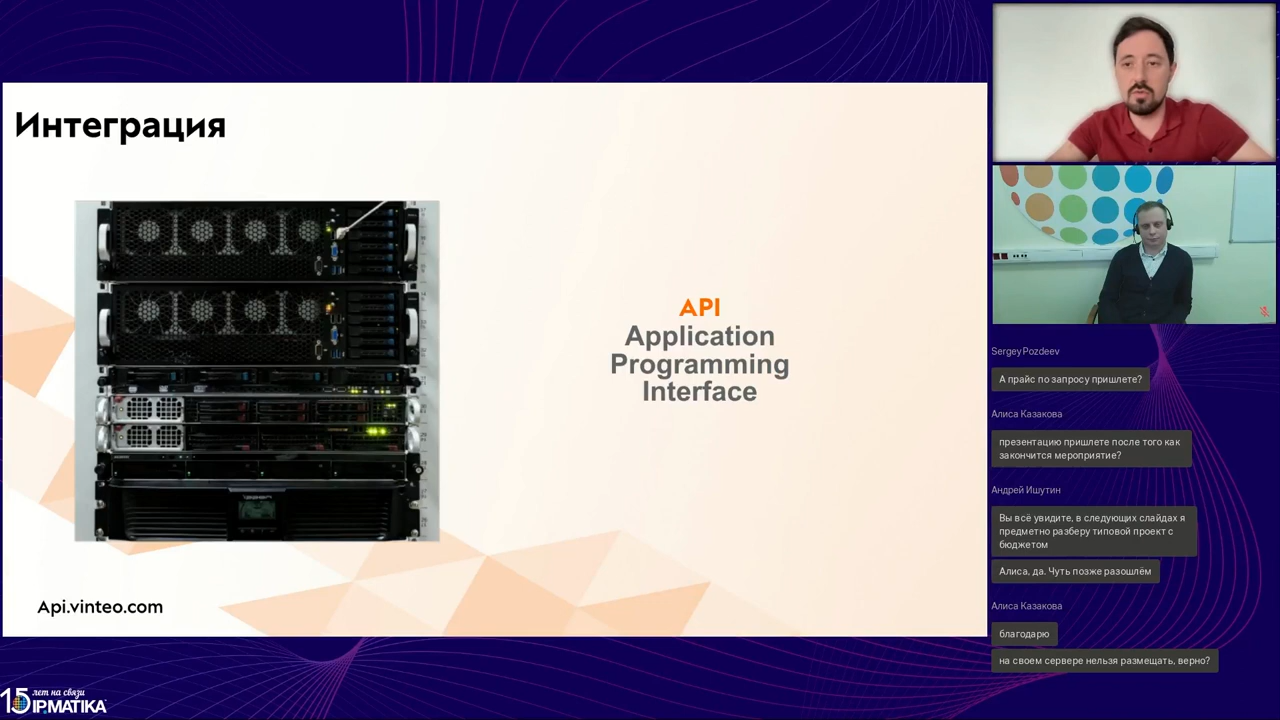 Интеграция
API
Application
Programming
Interface
Api.vinteo.com
SergeyPozdeev
А прайс по запросу пришлете?
Алиса Казакова
презентацию пришлете после того как
закончится мероприятие?
Андрей Ишутин
Вы всё увидите, в следующих слайдах я
предметно разберу типовой проект с
бюджетом
Алиса, да. Чуть позже разошлём
Алиса Казакова
благодарю
на своем сервере нельзя размещать, верно?
15 лет на связи
IPMATIKA